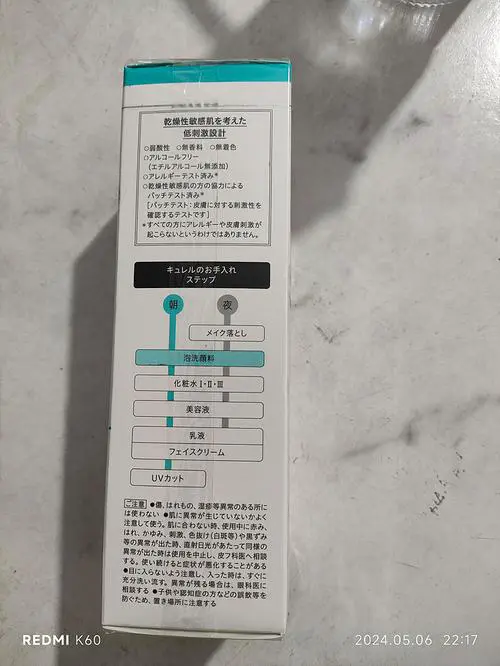 乾燥性敏感肌を考えた
低刺激設計
○弱酸性 ○無香料 ○無着色
○アルコールフリー
(エチルアルコール無添加)
○アレルギーテスト済み*
○乾燥性敏感肌の方の協力による
パッチテスト済み*
[パッチテスト:皮膚に対する刺激性を
確認するテストです]
*すべての方にアレルギーや皮膚刺激が
起こらないというわけではありません。
キュレルのお手入れ
ステップ
朝 夜
メイク落とし
泡洗顔料
化粧水 I・II・III
美容液
乳液
フェイスクリーム
UVカット
ご注意 ●傷、はれもの、湿疹等異常のある所に
は使わない ●肌に異常が生じていないかよく
注意して使う。肌に合わない時、使用中に赤み、
はれ、かゆみ、刺激、色抜け(白斑等)や黒ずみ
等の異常が出た時、直射日光があたって同様の
異常が出た時は使用を中止し、皮フ科医へ相談
する。使い続けると症状が悪化することがある
●目に入らないよう注意し、入った時は、すぐに
充分洗い流す。異常が残る場合は、眼科医に
相談する ●子供や認知症の方などの誤飲等を
防ぐため、置き場所に注意する
REDMI K60
2024.05.06 22:17